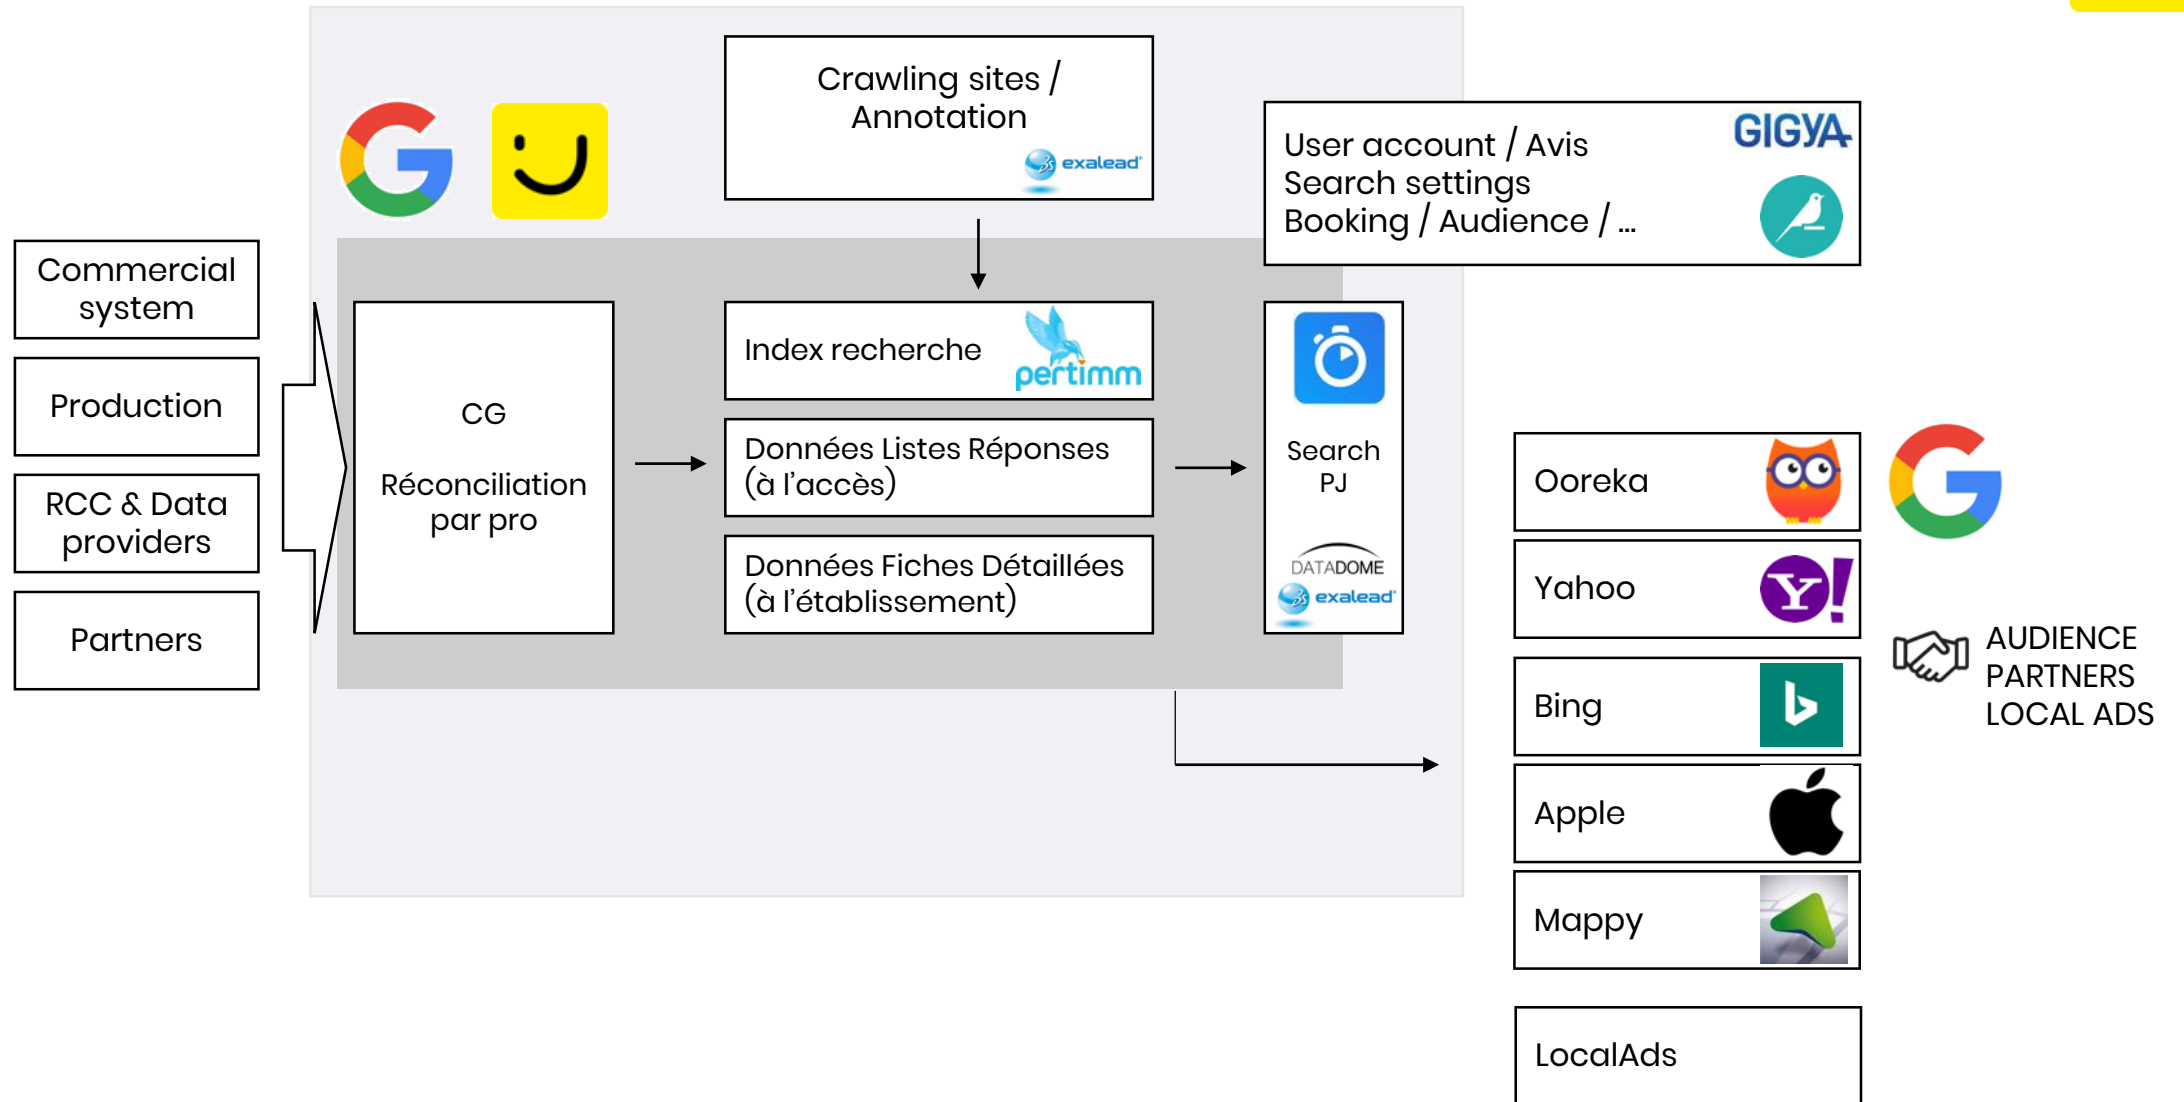 Commercial
system
Production
RCC & Data
providers
Partners
Crawling sites /
Annotation
exalead
CG
Réconciliation
par pro
Index recherche
pertimm
Données Listes Réponses
(à l'accès)
Données Fiches Détaillées
(à l'établissement)
User account / Avis
Search settings
Booking / Audience / ...
GIGYA
Search
PJ
DATADOME
exalead
Ooreka
Yahoo
Y!
Bing
Apple
Mappy
LocalAds
AUDIENCE
PARTNERS
LOCAL ADS